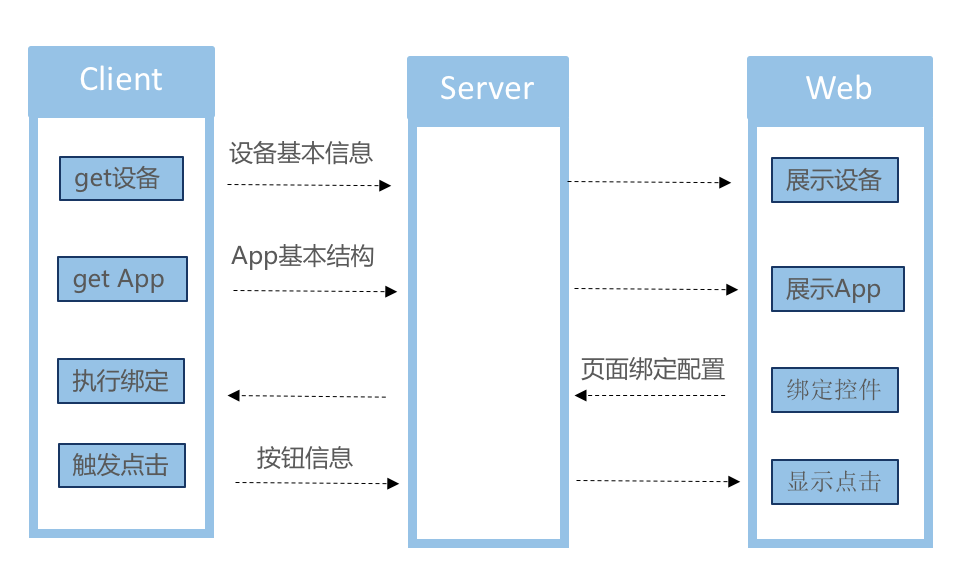 Client
Server
Web
设备基本信息
get设备
展示设备
App基本结构
get App
展示App
页面绑定配置
执行绑定
绑定控件
按钮信息
触发点击
显示点击